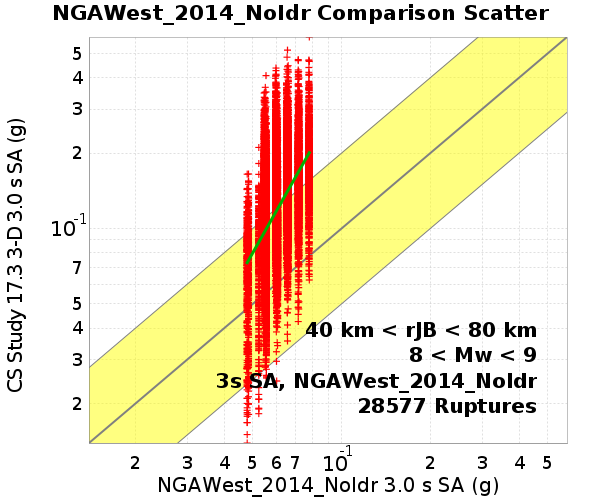 NGAWest_2014_NoIdr Comparison Scatter
5
4
3
2
10⁻¹
7
5
4
3
2
CS Study 17.3 3-D 3.0 s SA (g)
40 km < rJB < 80 km
8 < Mw < 9
3s SA, NGAWest_2014_NoIdr
28577 Ruptures
2 3 4 5 6 7 10⁻¹ 2 3 4 5
NGAWest_2014_NoIdr 3.0 s SA (g)